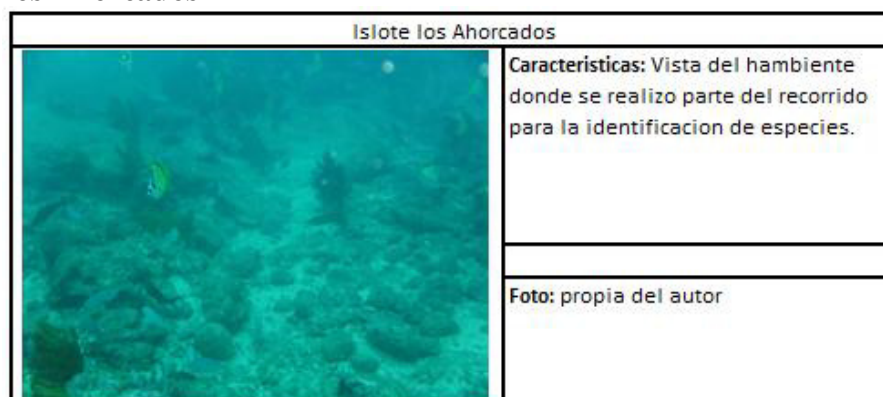 Islote los Ahorcados
Caracteristicas: Vista del hambiente
donde se realizo parte del recorrido
para la identificacion de especies.
Foto: propia del autor